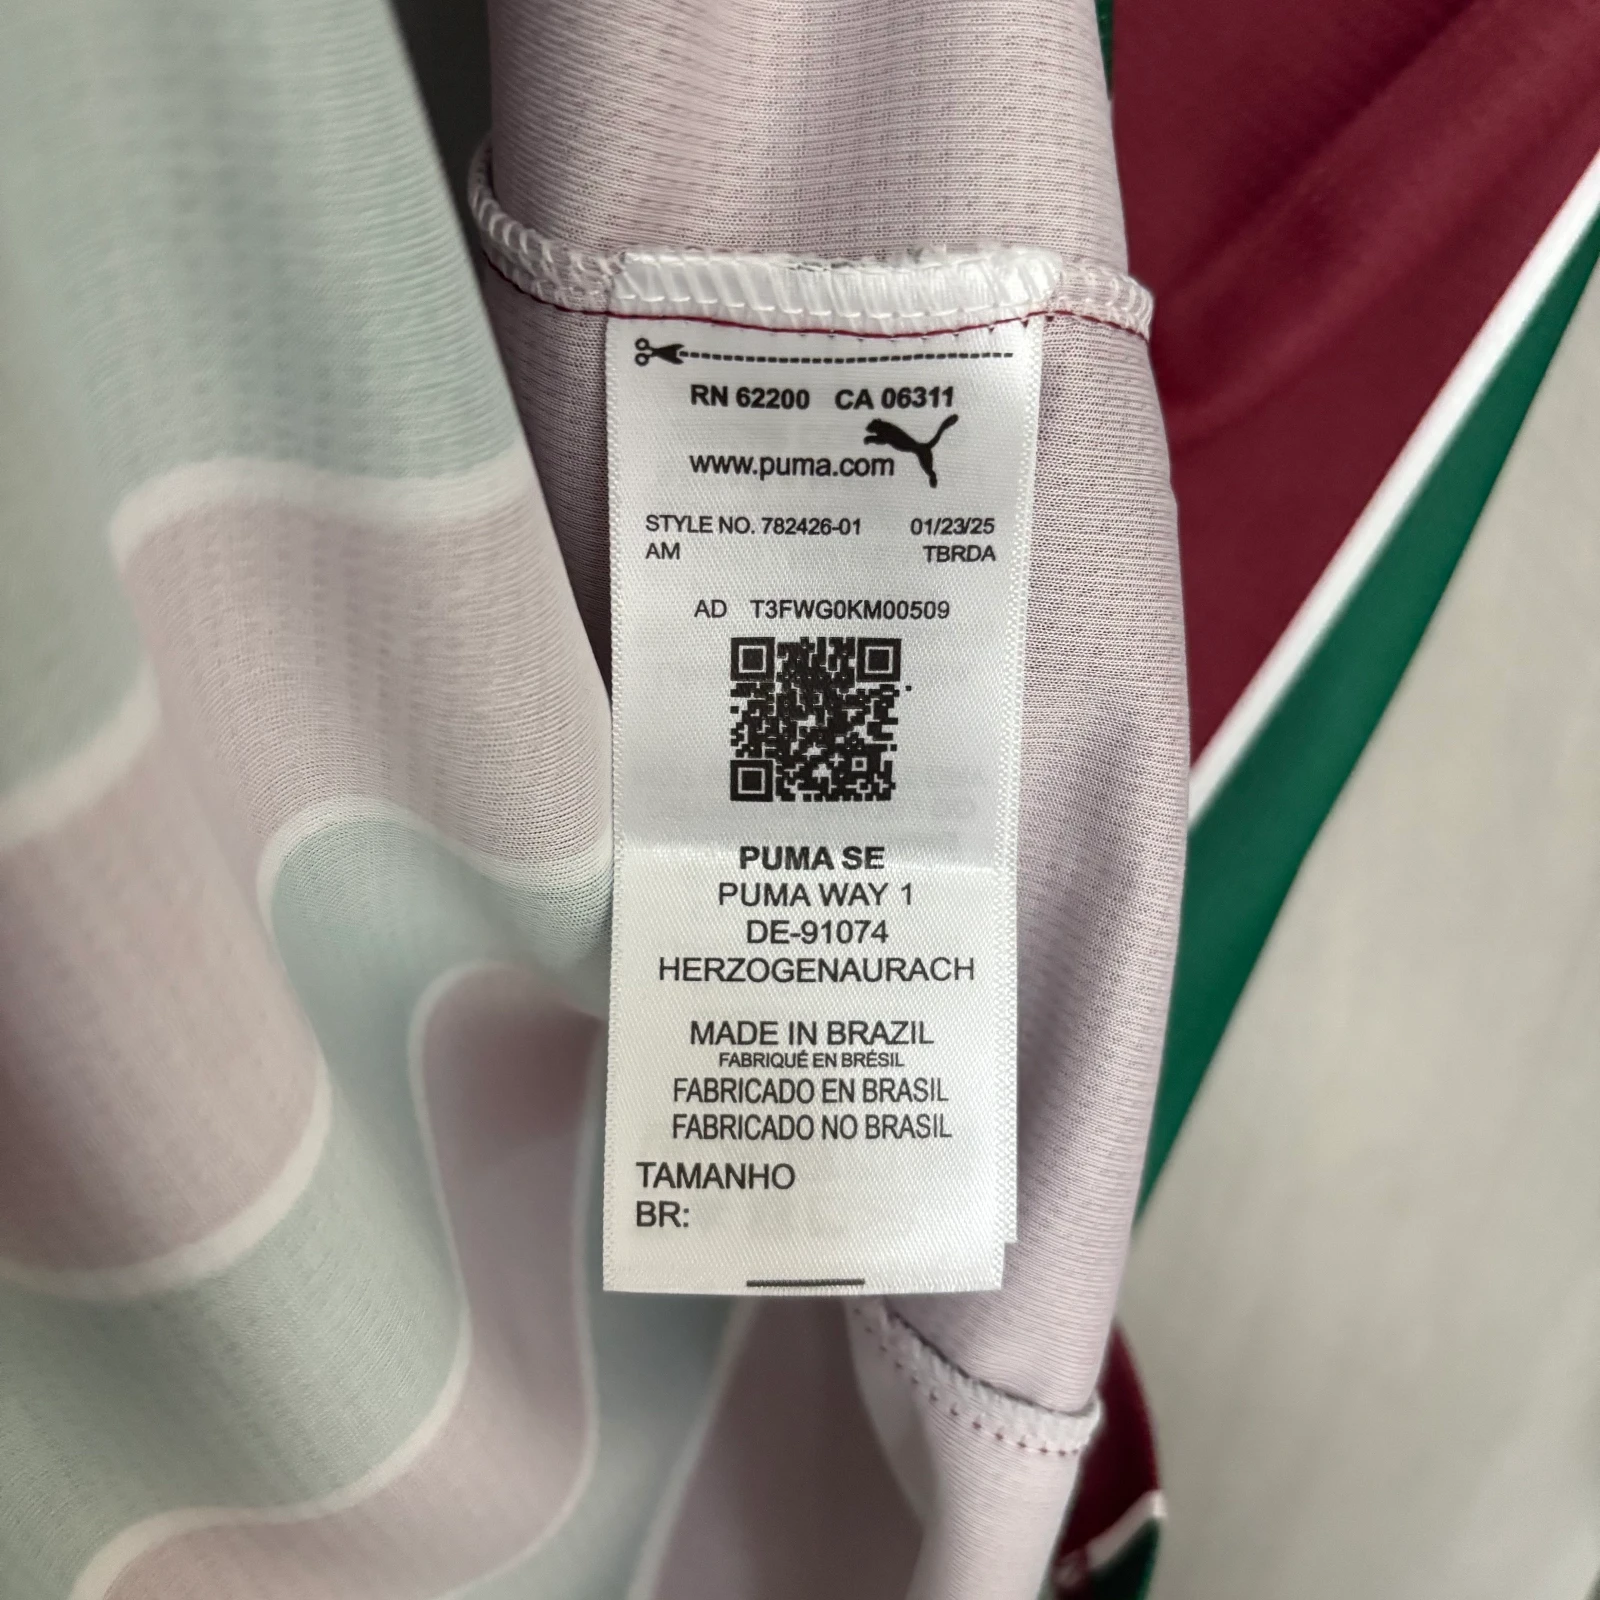 RN 62200 CA 06311
www.puma.com
STYLE NO. 782426-01 01/23/25
AM TBRDA
AD T3FWG0KM00509
PUMA SE
PUMA WAY 1
DE-91074
HERZOGENAURACH
MADE IN BRAZIL
FABRIQUÉ EN BRÉSIL
FABRICADO EN BRASIL
FABRICADO NO BRASIL
TAMANHO
BR: